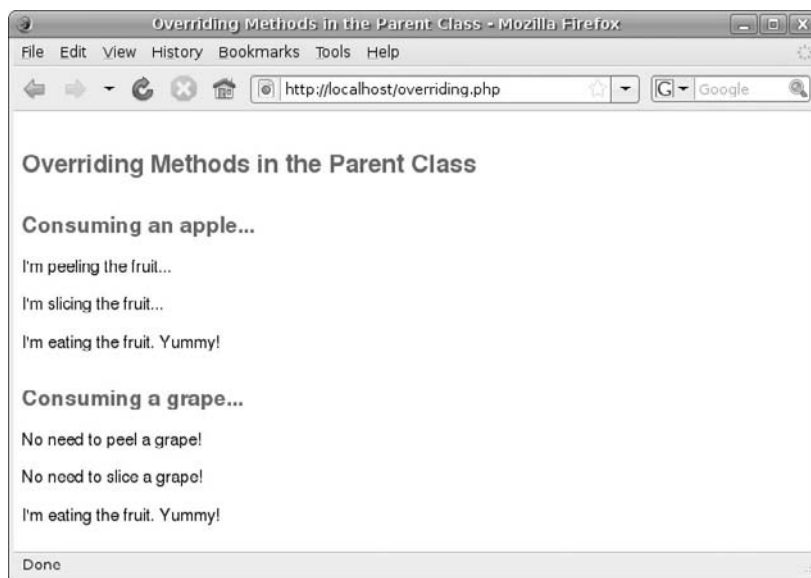 Overriding Methods in the Parent Class - Mozilla Firefox
File Edit View History Bookmarks Tools Help
http://localhost/overriding.php
G Google
Overriding Methods in the Parent Class
Consuming an apple...
I'm peeling the fruit...
I'm slicing the fruit...
I'm eating the fruit. Yummy!
Consuming a grape...
No need to peel a grape!
No need to slice a grape!
I'm eating the fruit. Yummy!
Done